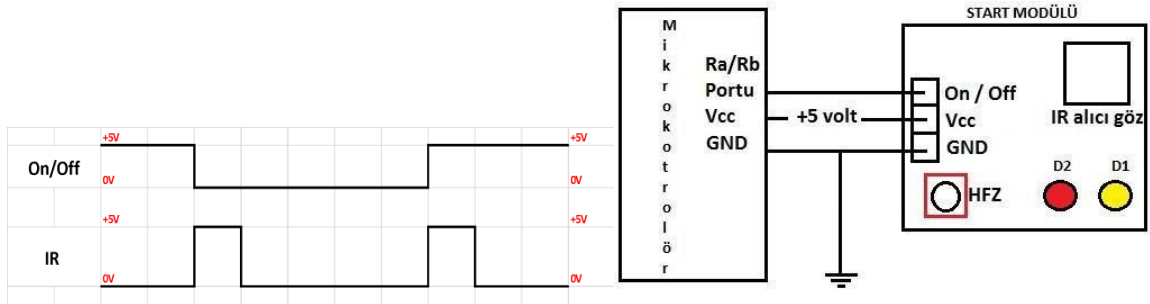 +5V
+5V
On/Off
0V
0V
+5V
+5V
IR
0V
0V
M
i
k
r
o
k
o
t
r
o
l
ö
r
Ra/Rb
Portu
Vcc
GND
+5 volt
START MODÜLÜ
On / Off
Vcc
GND
IR alıcı göz
D2
D1
HFZ